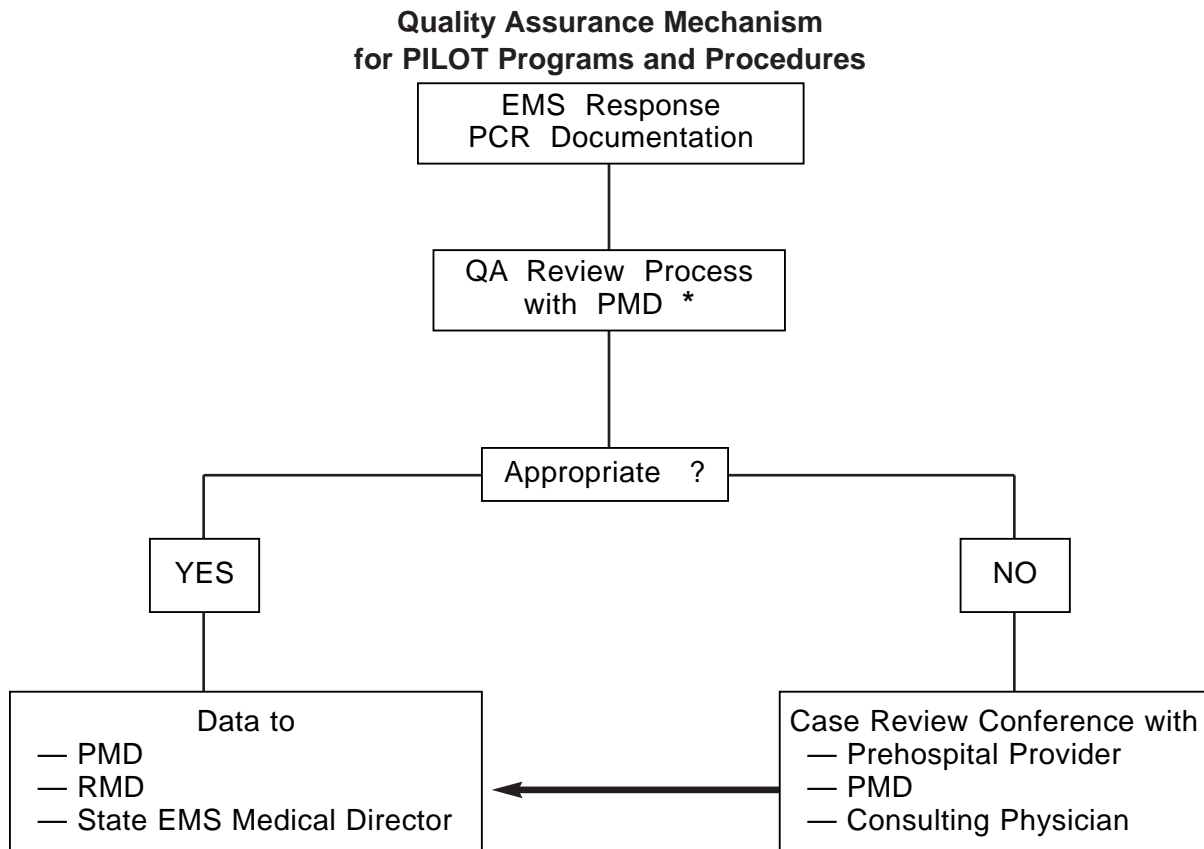 Quality Assurance Mechanism
for PILOT Programs and Procedures
EMS Response
PCR Documentation
QA Review Process
with PMD *
Appropriate ?
YES
NO
Data to
— PMD
— RMD
— State EMS Medical Director
Case Review Conference with
— Prehospital Provider
— PMD
— Consulting Physician